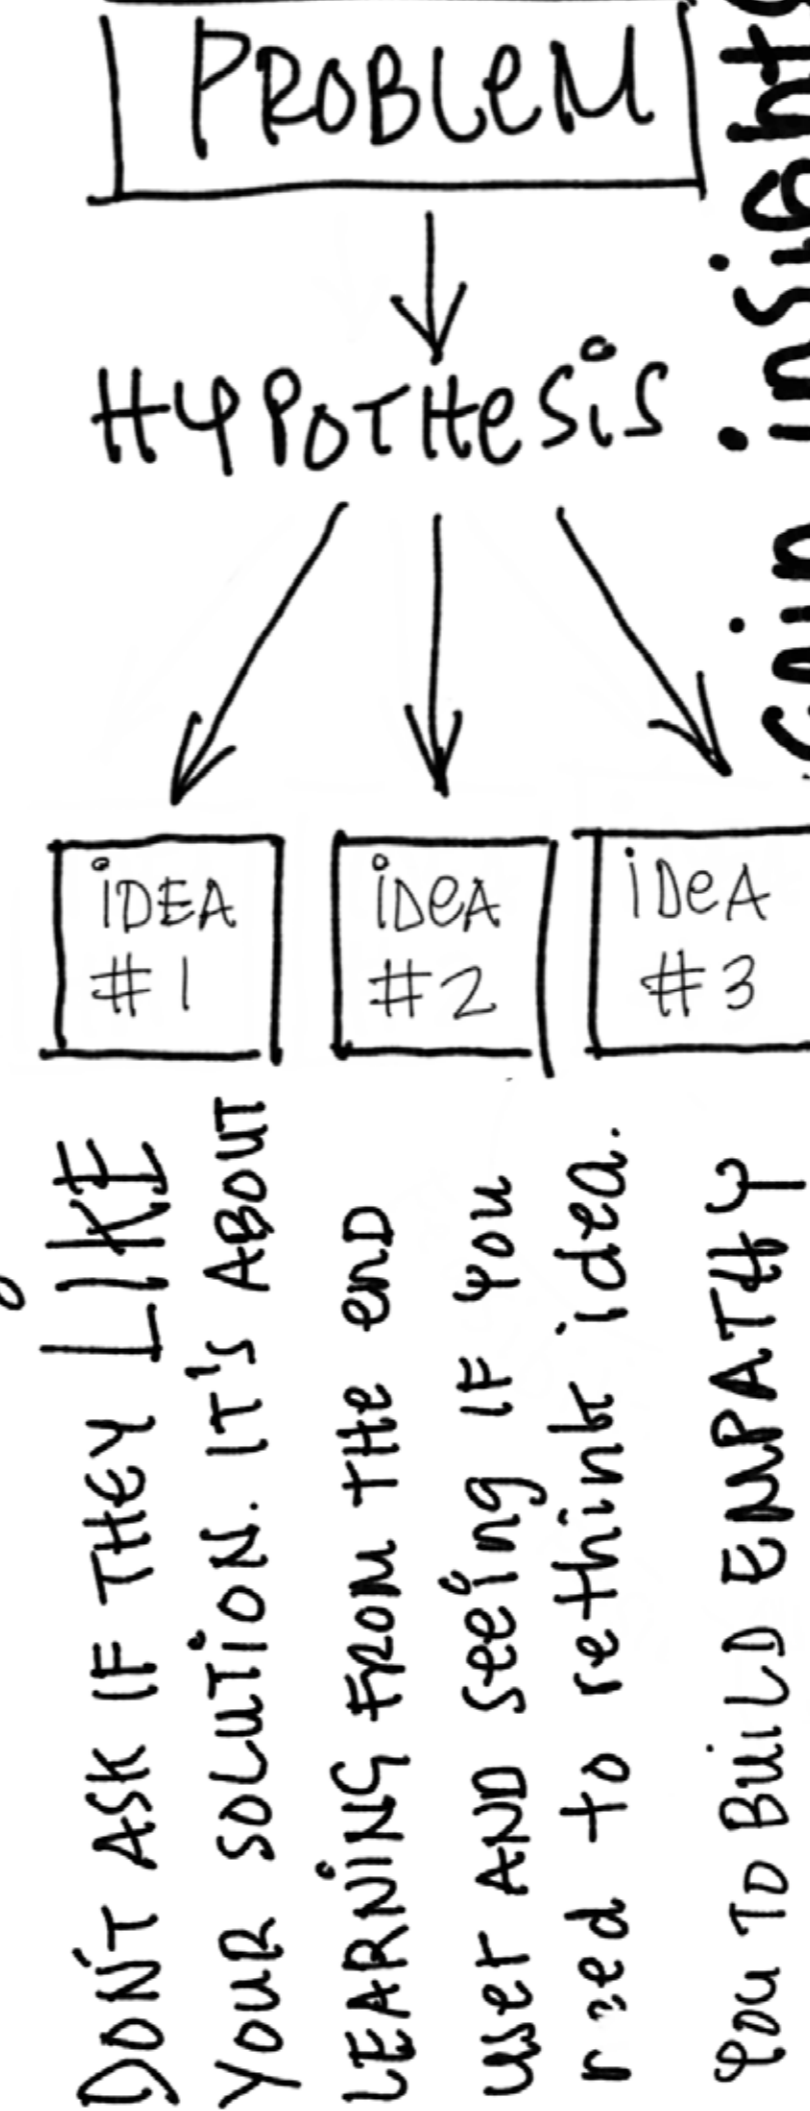 PROBLEM
HYPOTHESIS
iDEA
#1
iDeA
#2
iDeA
#3
DON'T ASK IF THEY LIKE
YOUR SOLUTION. IT'S ABOUT
LEARNING FROM THE enD
user AND seeing IF YOU
need to rethink idea.
YOU TO BUILD EMPATHY
insights